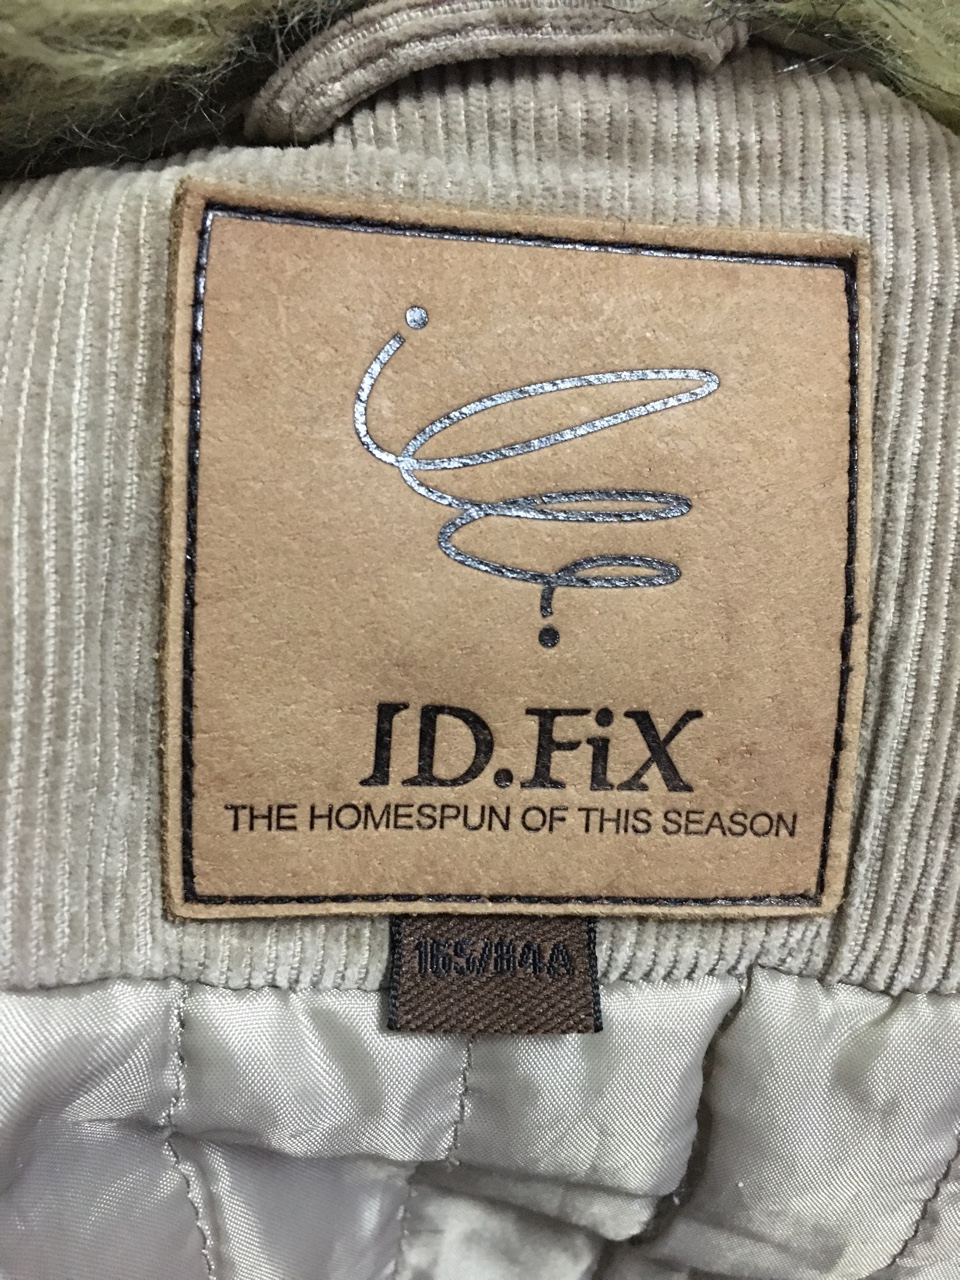 ID.FiX
THE HOMESPUN OF THIS SEASON
165/84A